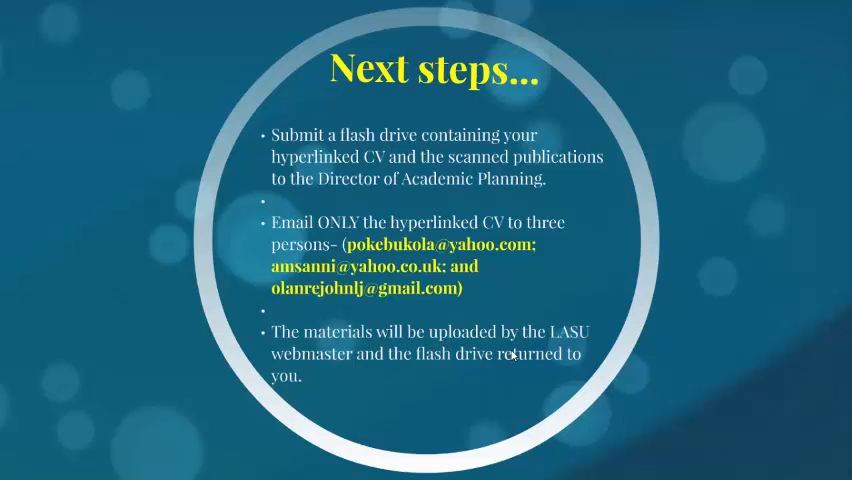 Next steps...
• Submit a flash drive containing your
hyperlinked CV and the scanned publications
to the Director of Academic Planning.
•
• Email ONLY the hyperlinked CV to three
persons- (pokebukola@yahoo.com;
amsanni@yahoo.co.uk; and
olanrejohnlj@gmail.com)
•
• The materials will be uploaded by the LASU
webmaster and the flash drive returned to
you.